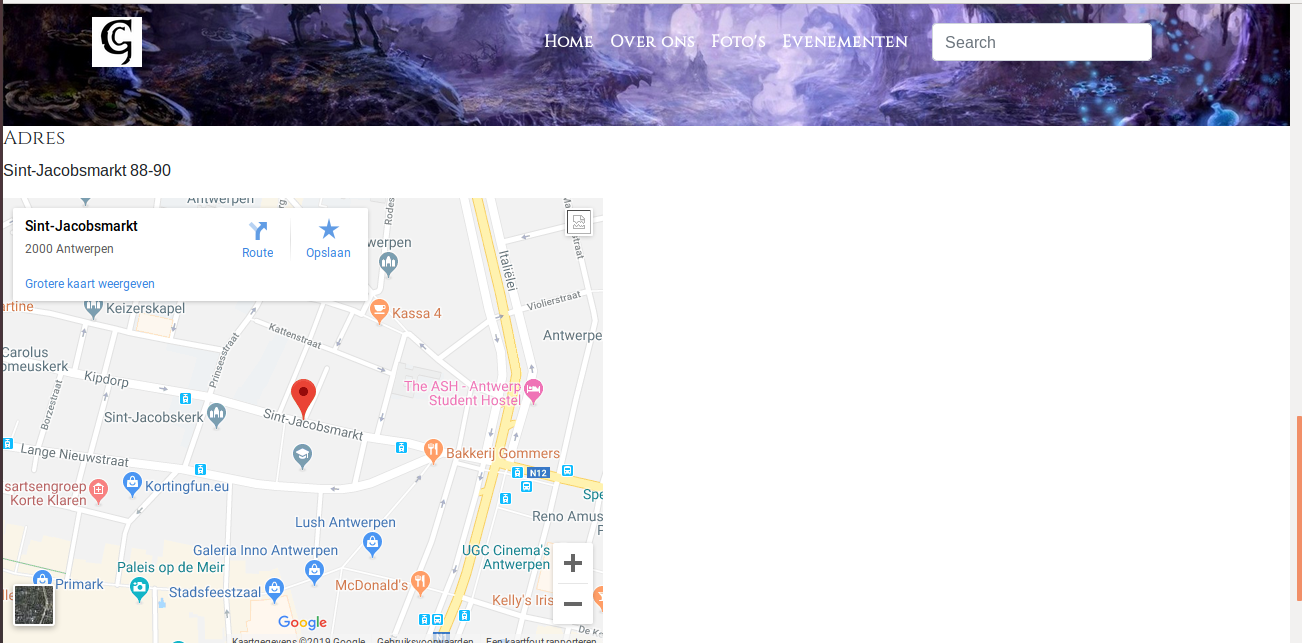 CG
Home Over ons Foto's Evenementen Search
Adres
Sint-Jacobsmarkt 88-90
Antwerpen
Sint-Jacobsmarkt
2000 Antwerpen
Route
Opslaan
Grotere kaart weergeven
werpen
Italiëlei
Violierstraat
artine
Keizerskapel
Kassa 4
Antwerpe
Kattenstraat
Prinsesstraat
Carolus
omeuskerk
Kipdorp
Borzestraat
The ASH - Antwerp
Student Hostel
Sint-Jacobskerk
Sint-Jacobsmarkt
Lange Nieuwstraat
Bakkerij Gommers
N12
sartsengroep
Korte Klaren
Kortingfun.eu
Spe
Reno Amus
Lush Antwerpen
Galeria Inno Antwerpen
UGC Cinema's
Antwerpen
Paleis op de Meir
Primark
Stadsfeestzaal
McDonald's
Kelly's Iris
Google
Kaartgegevens ©2019 Google Gebruiksvoorwaarden Een kaartfout rapporteren